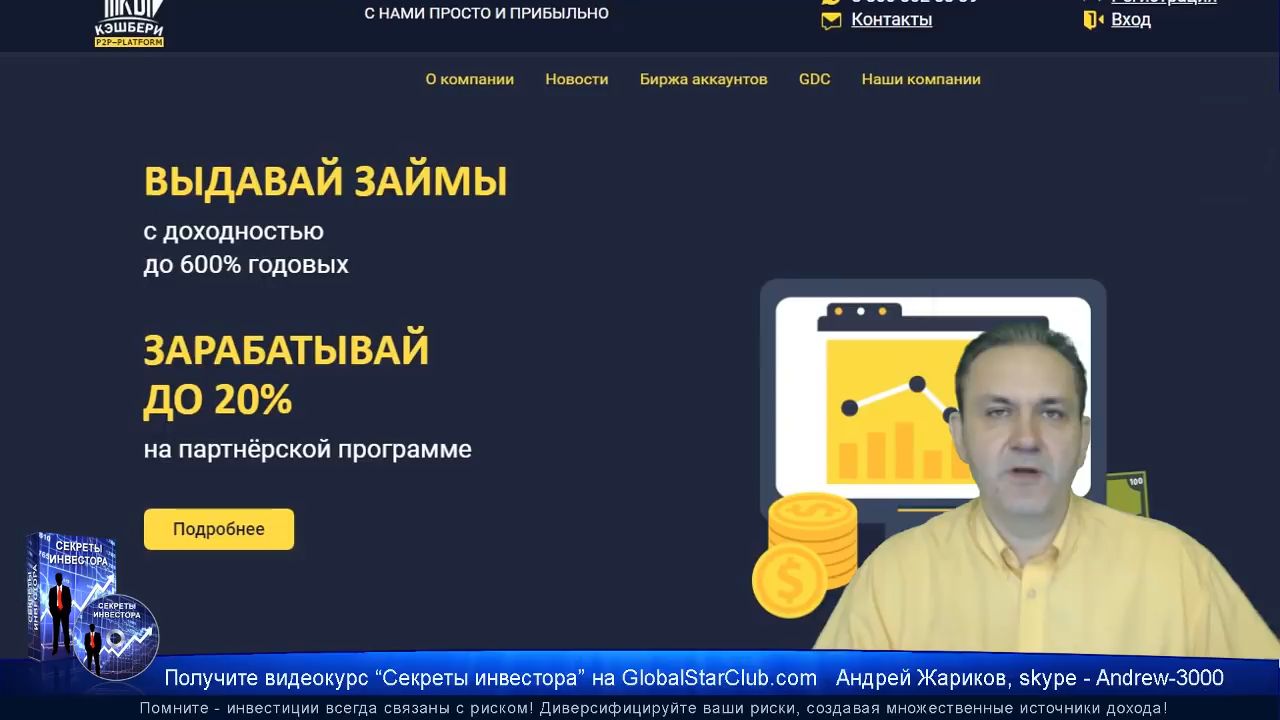 КЭШБЕРИ
P2P-PLATFORM
С НАМИ ПРОСТО И ПРИБЫЛЬНО
Контакты
Регистрация
Вход
О компании Новости Биржа аккаунтов GDC Наши компании
ВЫДАВАЙ ЗАЙМЫ
с доходностью
до 600% годовых
ЗАРАБАТЫВАЙ
ДО 20%
на партнёрской программе
Подробнее
100
СЕКРЕТЫ
ИНВЕСТОРА
СЕКРЕТЫ
ИНВЕСТОРА
Получите видеокурс “Секреты инвестора” на GlobalStarClub.com Андрей Жариков, skype - Andrew-3000
Помните - инвестиции всегда связаны с риском! Диверсифицируйте ваши риски, создавая множественные источники дохода!